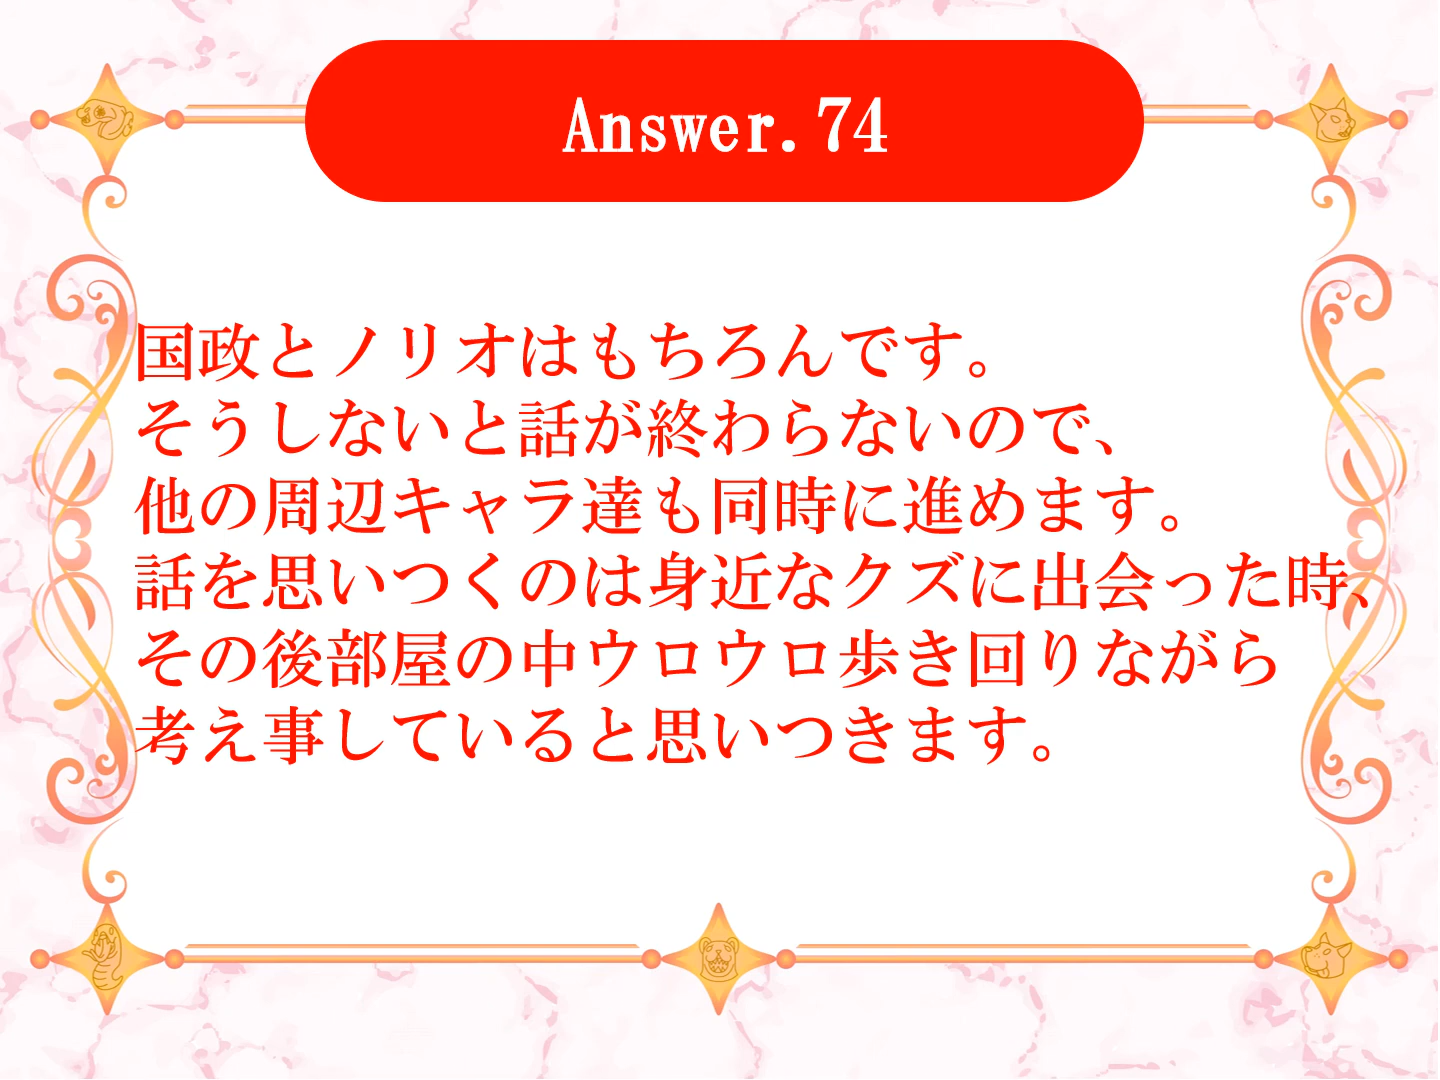 Answer.74
国政とノリオはもちろんです。
そうしないと話が終わらないので、
他の周辺キャラ達も同時に進めます。
話を思いつくのは身近なクズに出会った時、
その後部屋の中ウロウロ歩き回りながら
考え事していると思いつきます。